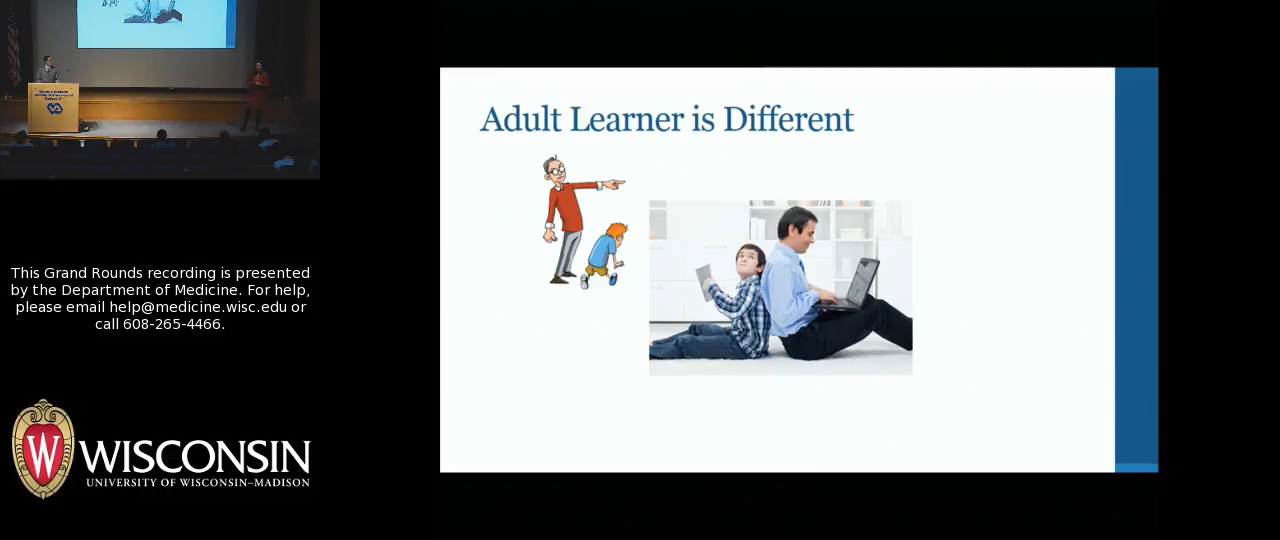 Adult Learner is Different
This Grand Rounds recording is presented
by the Department of Medicine. For help,
please email help@medicine.wisc.edu or
call 608-265-4466.
W
WISCONSIN
UNIVERSITY OF WISCONSIN–MADISON